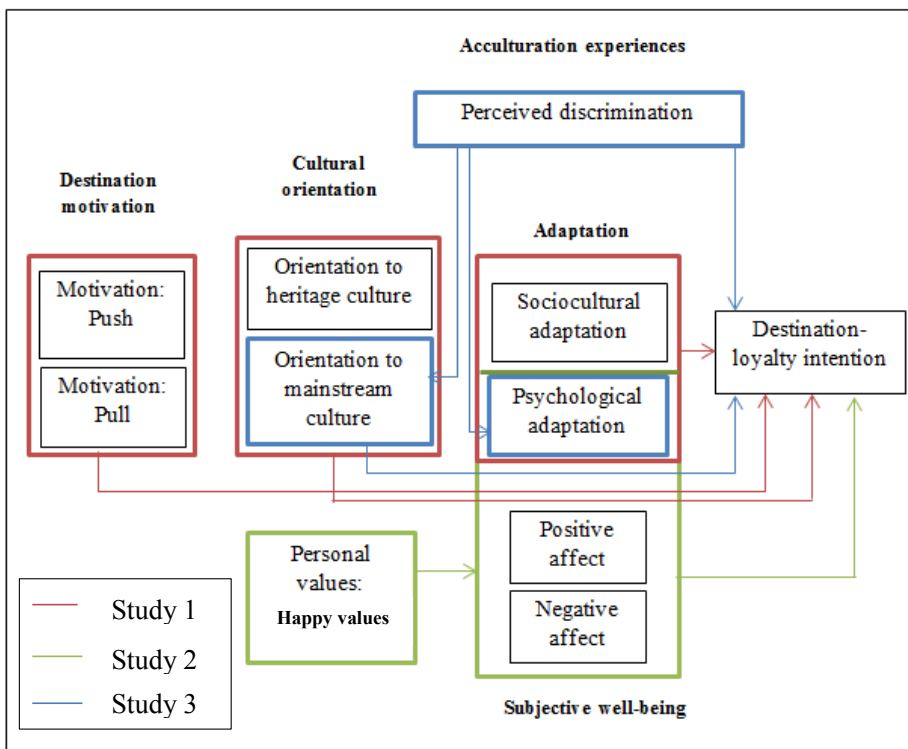 Acculturation experiences
Perceived discrimination
Destination
motivation
Cultural
orientation
Adaptation
Motivation:
Push
Motivation:
Pull
Orientation to
heritage culture
Orientation to
mainstream culture
Sociocultural
adaptation
Psychological
adaptation
Destination-
loyalty intention
Personal
values:
Happy values
Positive
affect
Negative
affect
Subjective well-being
Study 1
Study 2
Study 3